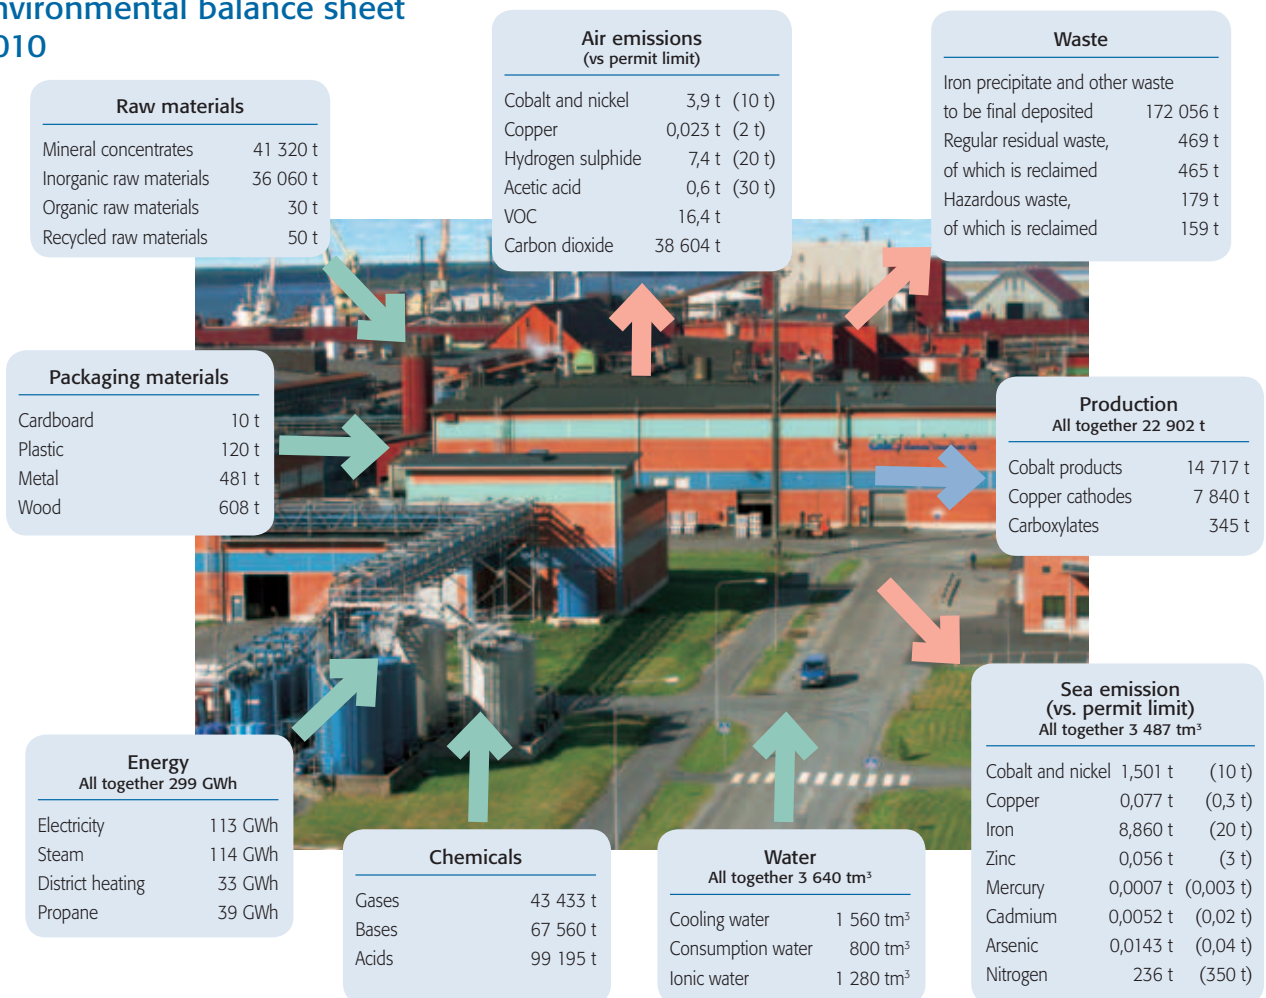 nvironmental balance sheet
010
Raw materials
Mineral concentrates 41 320 t
Inorganic raw materials 36 060 t
Organic raw materials 30 t
Recycled raw materials 50 t
Air emissions
(vs permit limit)
Cobalt and nickel 3,9 t (10 t)
Copper 0,023 t (2 t)
Hydrogen sulphide 7,4 t (20 t)
Acetic acid 0,6 t (30 t)
VOC 16,4 t
Carbon dioxide 38 604 t
Waste
Iron precipitate and other waste
to be final deposited 172 056 t
Regular residual waste, 469 t
of which is reclaimed 465 t
Hazardous waste, 179 t
of which is reclaimed 159 t
Packaging materials
Cardboard 10 t
Plastic 120 t
Metal 481 t
Wood 608 t
Production
All together 22 902 t
Cobalt products 14 717 t
Copper cathodes 7 840 t
Carboxylates 345 t
Energy
All together 299 GWh
Electricity 113 GWh
Steam 114 GWh
District heating 33 GWh
Propane 39 GWh
Chemicals
Gases 43 433 t
Bases 67 560 t
Acids 99 195 t
Water
All together 3 640 tm³
Cooling water 1 560 tm³
Consumption water 800 tm³
Ionic water 1 280 tm³
Sea emission
(vs. permit limit)
All together 3 487 tm³
Cobalt and nickel 1,501 t (10 t)
Copper 0,077 t (0,3 t)
Iron 8,860 t (20 t)
Zinc 0,056 t (3 t)
Mercury 0,0007 t (0,003 t)
Cadmium 0,0052 t (0,02 t)
Arsenic 0,0143 t (0,04 t)
Nitrogen 236 t (350 t)